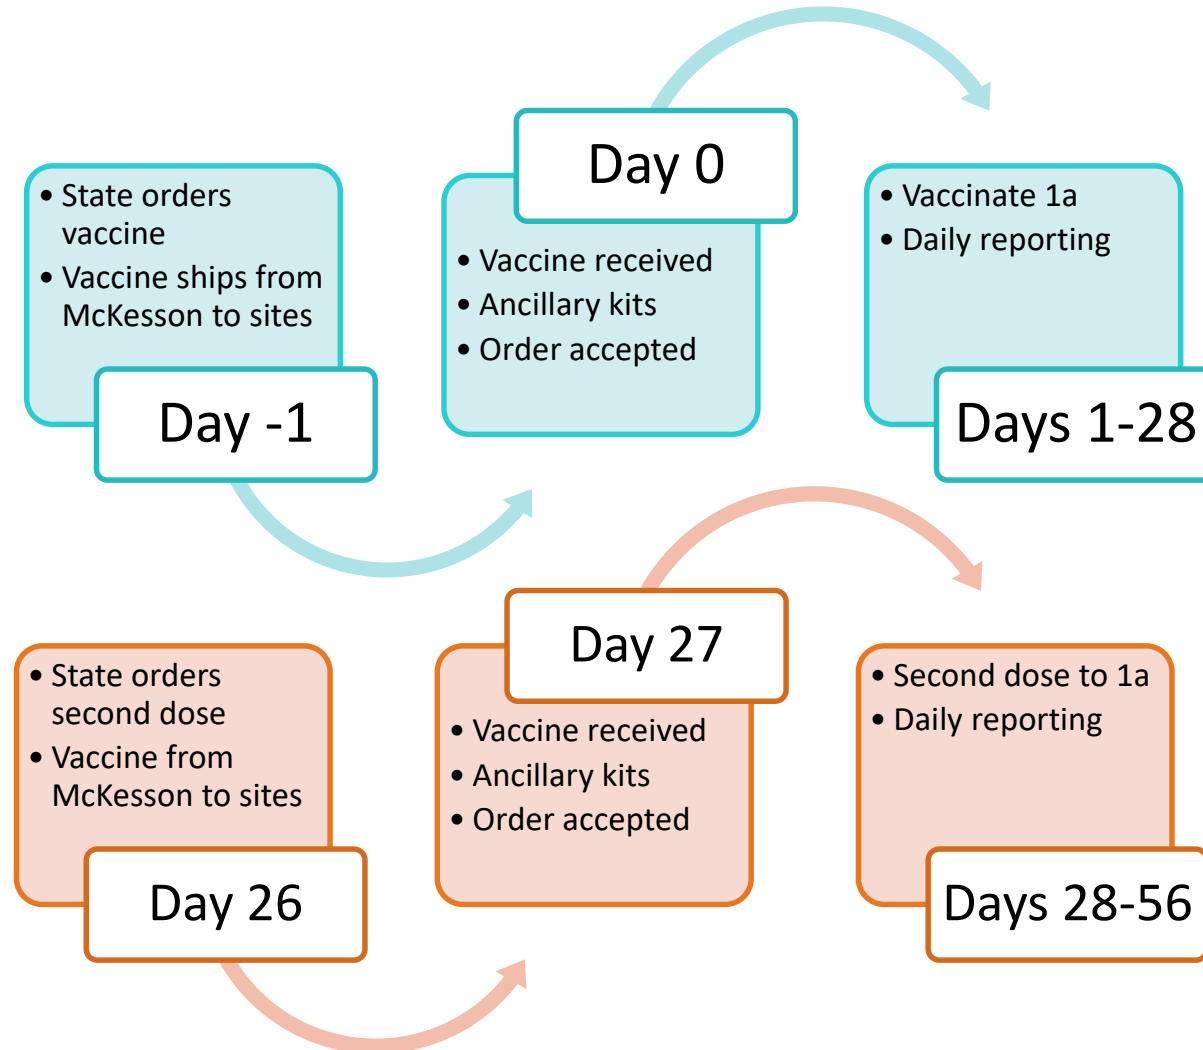 • State orders
vaccine
• Vaccine ships from
McKesson to sites
Day -1
Day 0
• Vaccine received
• Ancillary kits
• Order accepted
• Vaccinate 1a
• Daily reporting
Days 1-28
• State orders
second dose
• Vaccine from
McKesson to sites
Day 26
Day 27
• Vaccine received
• Ancillary kits
• Order accepted
• Second dose to 1a
• Daily reporting
Days 28-56